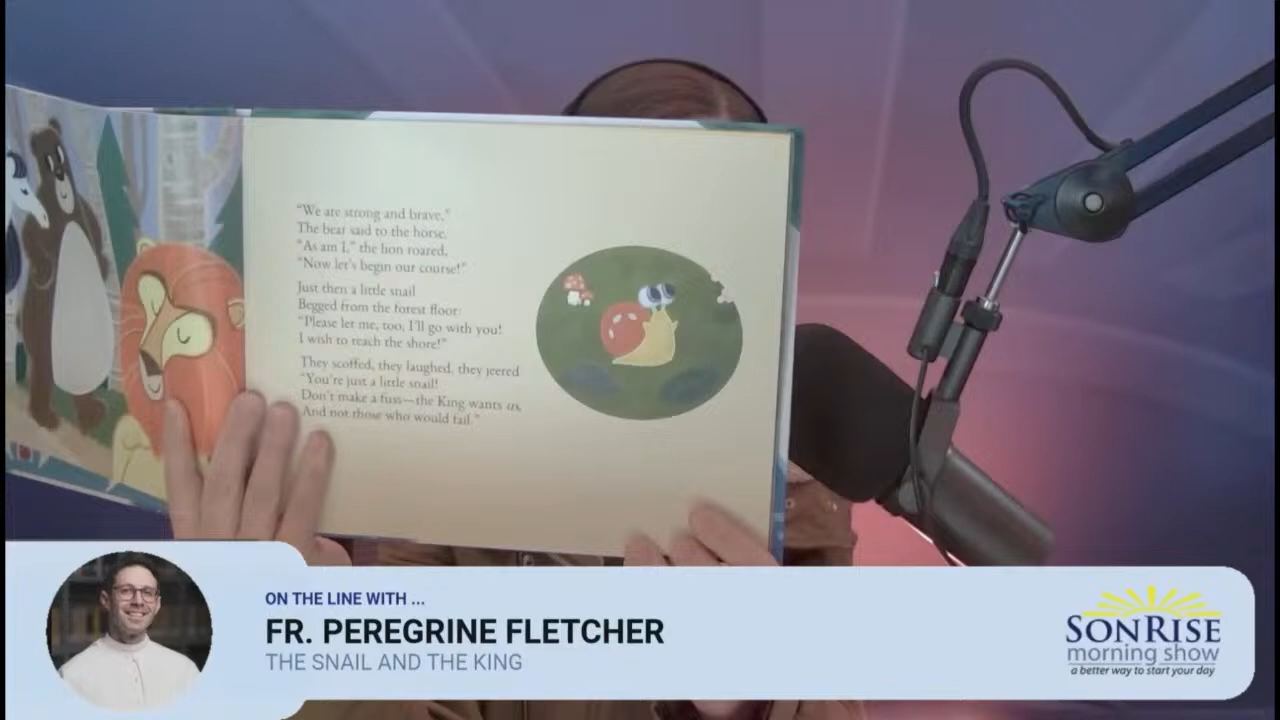 “We are strong and brave,”
The bear said to the horse.
“As am I,” the lion roared,
“Now let’s begin our course!”
Just then a little snail
Begged from the forest floor:
“Please let me, too, I’ll go with you!
I wish to reach the shore!”
They scoffed, they laughed, they jeered
“You’re just a little snail!
Don’t make a fuss—the King wants us,
And not those who would fail.”
ON THE LINE WITH ...
FR. PEREGRINE FLETCHER
THE SNAIL AND THE KING
SONRISE
morning show
a better way to start your day